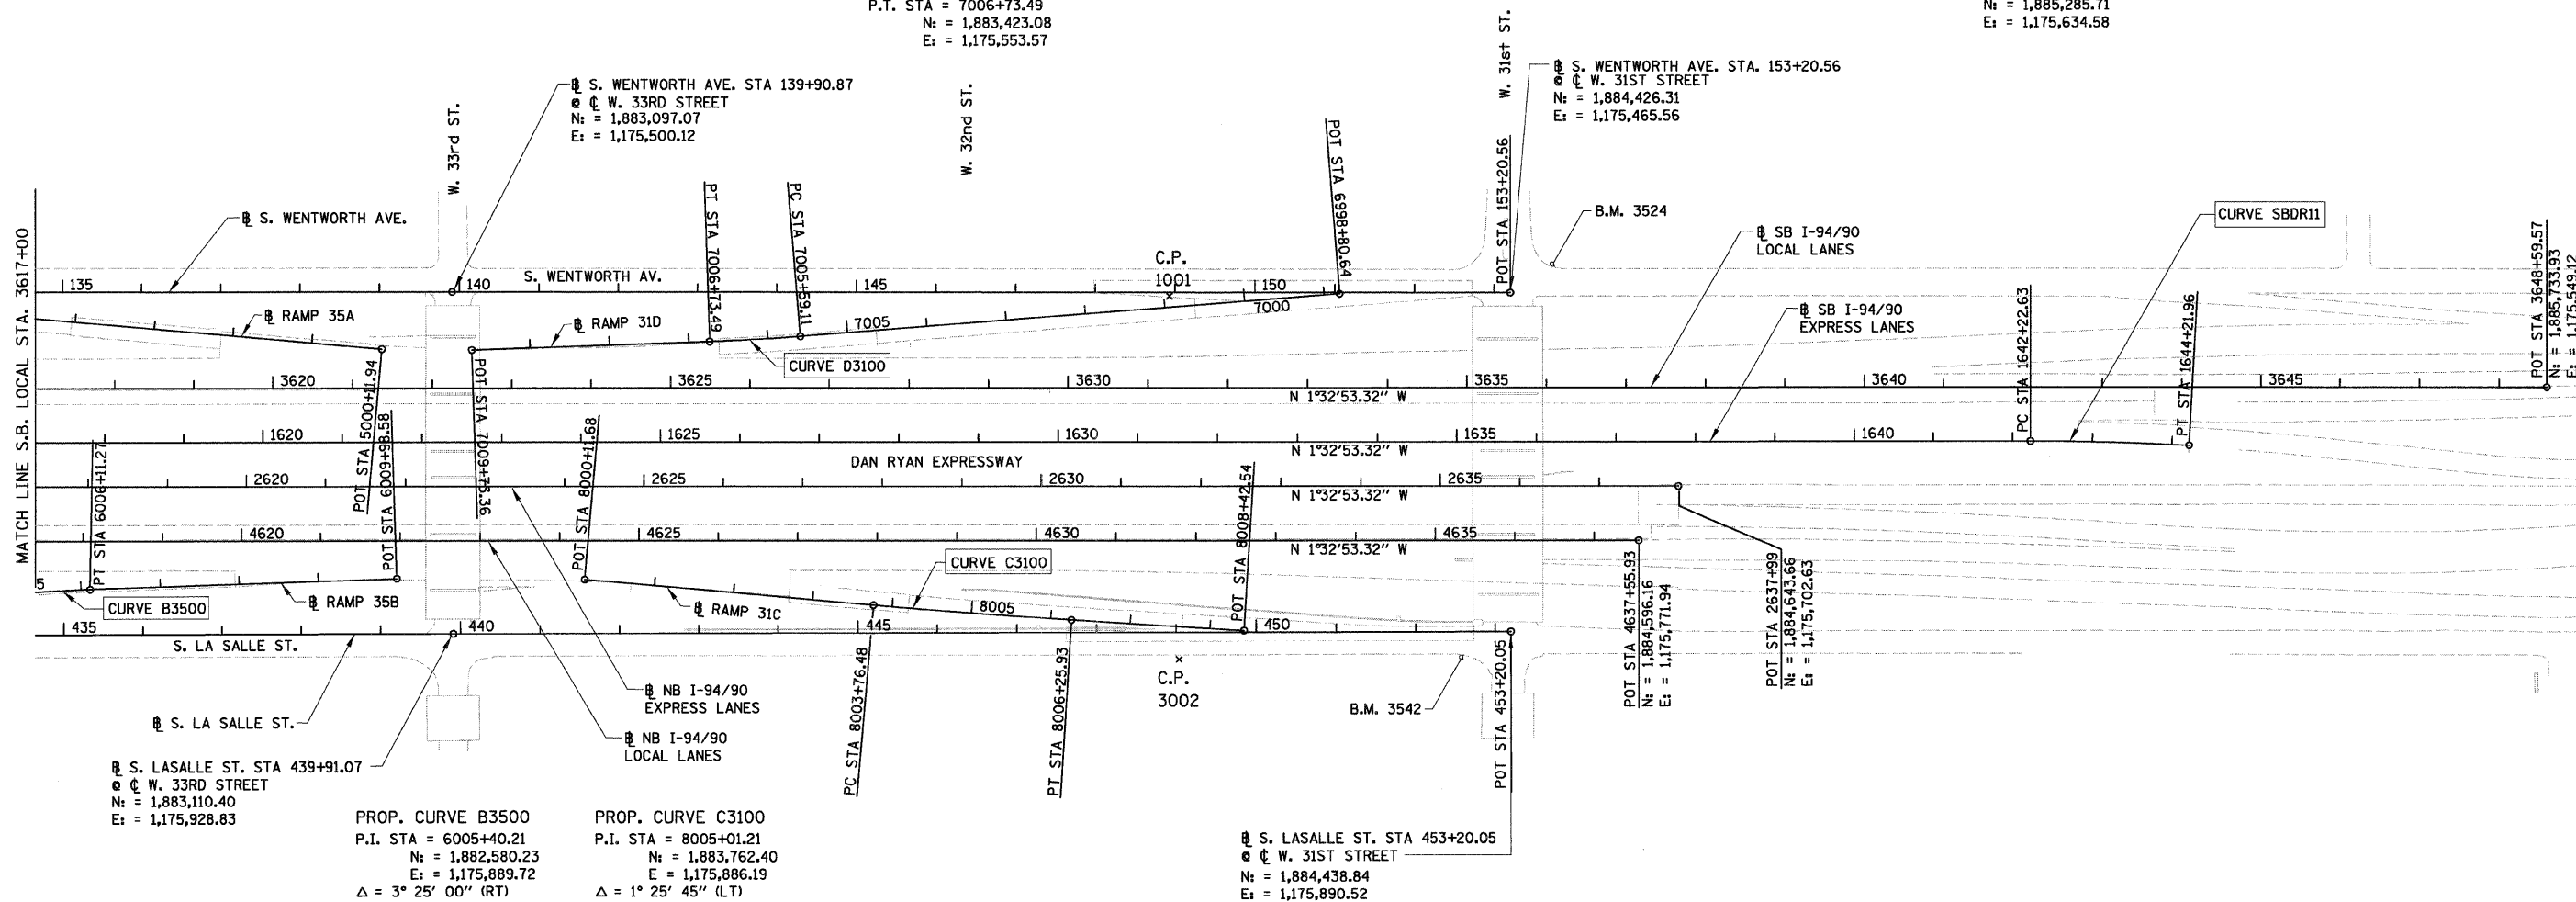 P.T. STA = 7006+73.49
N: = 1,883,423.08
E: = 1,175,553.57
N: = 1,885,285.71
E: = 1,175,634.58
W. 33rd ST.
℄ S. WENTWORTH AVE. STA 139+90.87
@ ℄ W. 33RD STREET
N: = 1,883,097.07
E: = 1,175,500.12
W. 32nd ST.
W. 31st ST.
℄ S. WENTWORTH AVE. STA. 153+20.56
@ ℄ W. 31ST STREET
N: = 1,884,426.31
E: = 1,175,465.56
MATCH LINE S.B. LOCAL STA. 3617+00
℄ S. WENTWORTH AVE.
PT STA 7006+73.49
PC STA 7005+59.11
POT STA 6998+80.64
POT STA 153+20.56
B.M. 3524
℄ SB I-94/90
LOCAL LANES
CURVE SBDR11
POT STA 3648+59.57
N: = 1,885,733.93
E: = 1,175,549.12
135
140
S. WENTWORTH AV.
145
C.P.
1001
150
℄ RAMP 35A
℄ RAMP 31D
7005
7000
CURVE D3100
℄ SB I-94/90
EXPRESS LANES
PC STA 1642+22.63
PT STA 1644+21.96
3620
3625
3630
3635
3640
3645
N 1°32'53.32" W
POT STA 5000+11.94
POT STA 6009+98.58
POT STA 7009+73.36
POT STA 8000+11.68
1620
1625
1630
1635
1640
N 1°32'53.32" W
DAN RYAN EXPRESSWAY
PT STA 6006+11.27
2620
2625
2630
2635
N 1°32'53.32" W
POT STA 8008+42.54
4620
4625
4630
4635
N 1°32'53.32" W
CURVE C3100
5
CURVE B3500
℄ RAMP 35B
℄ RAMP 31C
8005
435
440
445
450
S. LA SALLE ST.
POT STA 4637+55.93
N: = 1,884,596.16
E: = 1,175,771.94
POT STA 2637+99
N: = 1,884,643.66
E: = 1,175,702.63
PC STA 8003+76.48
PT STA 8006+25.93
C.P.
3002
B.M. 3542
POT STA 453+20.05
℄ NB I-94/90
EXPRESS LANES
℄ S. LA SALLE ST.
℄ NB I-94/90
LOCAL LANES
℄ S. LASALLE ST. STA 439+91.07
@ ℄ W. 33RD STREET
N: = 1,883,110.40
E: = 1,175,928.83
PROP. CURVE B3500
P.I. STA = 6005+40.21
N: = 1,882,580.23
E: = 1,175,889.72
Δ = 3° 25' 00" (RT)
PROP. CURVE C3100
P.I. STA = 8005+01.21
N: = 1,883,762.40
E = 1,175,886.19
Δ = 1° 25' 45" (LT)
℄ S. LASALLE ST. STA 453+20.05
@ ℄ W. 31ST STREET
N: = 1,884,438.84
E: = 1,175,890.52